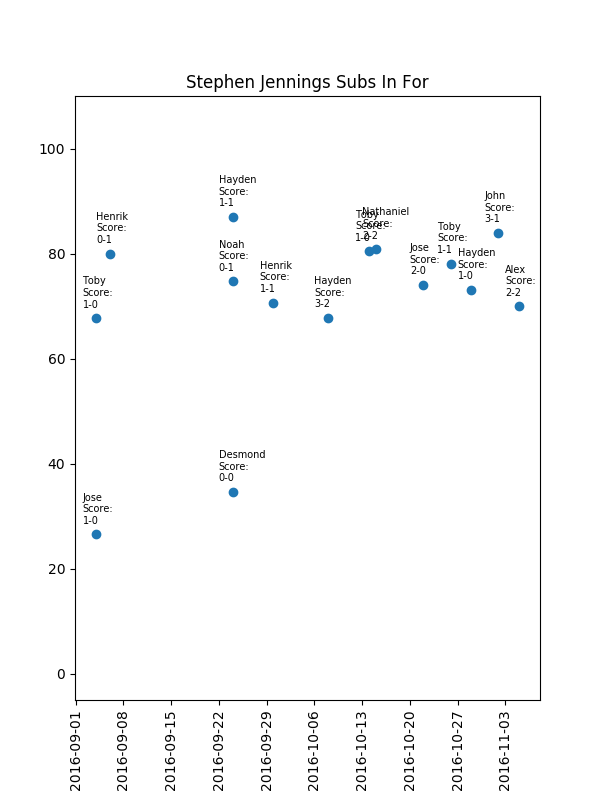 Stephen Jennings Subs In For
100
80
60
40
20
0
Henrik
Score:
0-1
Toby
Score:
1-0
Jose
Score:
1-0
Hayden
Score:
1-1
Noah
Score:
0-1
Desmond
Score:
0-0
Henrik
Score:
1-1
Hayden
Score:
3-2
Toby
Score:
1-0
Nathaniel
Score:
2-2
Jose
Score:
2-0
Toby
Score:
1-1
Hayden
Score:
1-0
John
Score:
3-1
Alex
Score:
2-2
2016-09-01
2016-09-08
2016-09-15
2016-09-22
2016-09-29
2016-10-06
2016-10-13
2016-10-20
2016-10-27
2016-11-03